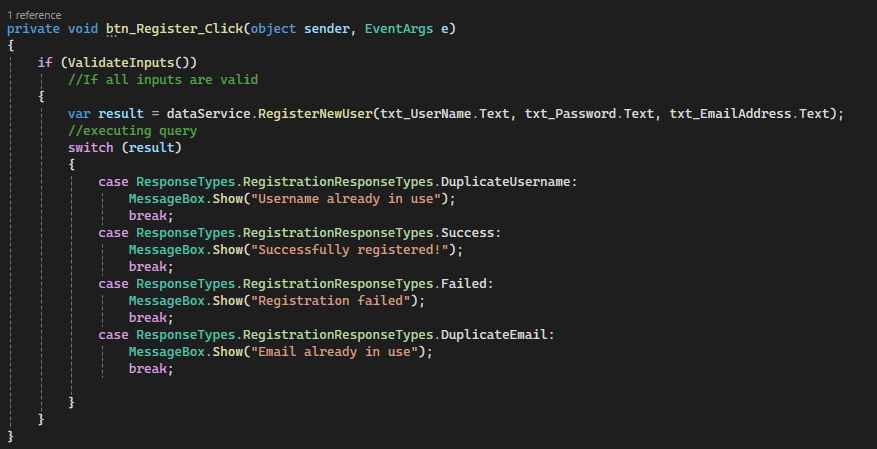 1 reference
private void btn_Register_Click(object sender, EventArgs e)
{
if (ValidateInputs())
//If all inputs are valid
{
var result = dataService.RegisterNewUser(txt_UserName.Text, txt_Password.Text, txt_EmailAddress.Text);
//executing query
switch (result)
{
case ResponseTypes.RegistrationResponseTypes.DuplicateUsername:
MessageBox.Show("Username already in use");
break;
case ResponseTypes.RegistrationResponseTypes.Success:
MessageBox.Show("Successfully registered!");
break;
case ResponseTypes.RegistrationResponseTypes.Failed:
MessageBox.Show("Registration failed");
break;
case ResponseTypes.RegistrationResponseTypes.DuplicateEmail:
MessageBox.Show("Email already in use");
break;
}
}
}